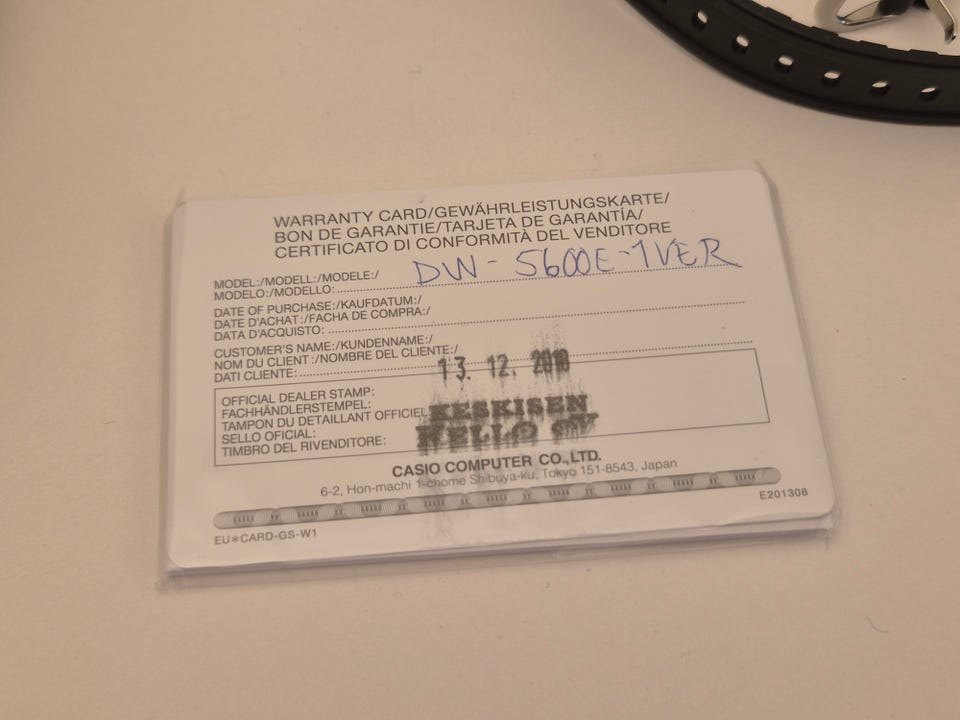 WARRANTY CARD/GEWÄHRLEISTUNGSKARTE/
BON DE GARANTIE/TARJETA DE GARANTÍA/
CERTIFICATO DI CONFORMITÀ DEL VENDITORE
MODEL:/MODELL:/MODELE:/
MODELO:/MODELLO: DW-5600E-1VER
DATE OF PURCHASE:/KAUFDATUM:/
DATE D'ACHAT:/FACHA DE COMPRA:/
DATA D'ACQUISTO:
CUSTOMER'S NAME:/KUNDENNAME:/
NOM DU CLIENT:/NOMBRE DEL CLIENTE:/
DATI CLIENTE:
13. 12. 2018
OFFICIAL DEALER STAMP:
FACHHÄNDLERSTEMPEL:
TAMPON DU DETAILLANT OFFICIEL
SELLO OFICIAL:
TIMBRO DEL RIVENDITORE:
KESKISEN
KELLO OY
CASIO COMPUTER CO.,LTD.
6-2, Hon-machi 1-chome Shibuya-ku, Tokyo 151-8543, Japan
E201308
EU*CARD-GS-W1